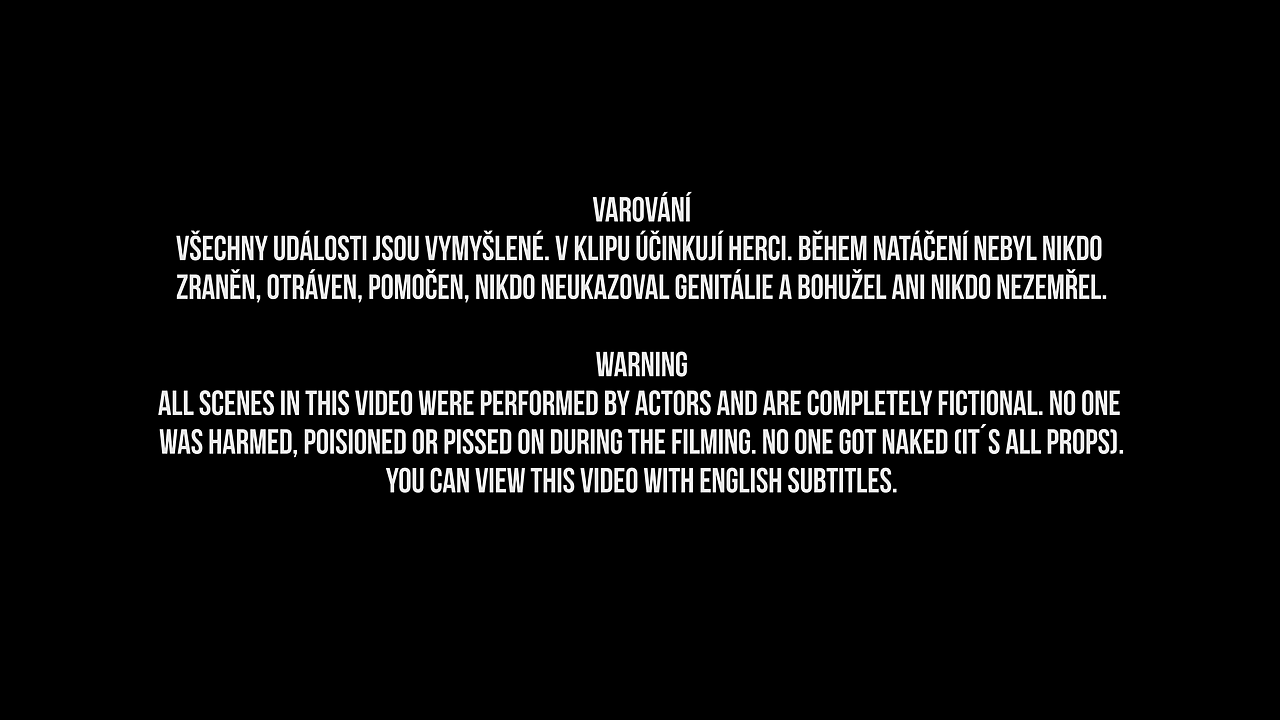 VAROVÁNÍ
VŠECHNY UDÁLOSTI JSOU VYMYŠLENÉ. V KLIPU ÚČINKUJÍ HERCI. BĚHEM NATÁČENÍ NEBYL NIKDO
ZRANĚN, OTRÁVEN, POMOČEN, NIKDO NEUKAZOVAL GENITÁLIE A BOHUŽEL ANI NIKDO NEZEMŘEL.
WARNING
ALL SCENES IN THIS VIDEO WERE PERFORMED BY ACTORS AND ARE COMPLETELY FICTIONAL. NO ONE
WAS HARMED, POISIONED OR PISSED ON DURING THE FILMING. NO ONE GOT NAKED (IT´S ALL PROPS).
YOU CAN VIEW THIS VIDEO WITH ENGLISH SUBTITLES.